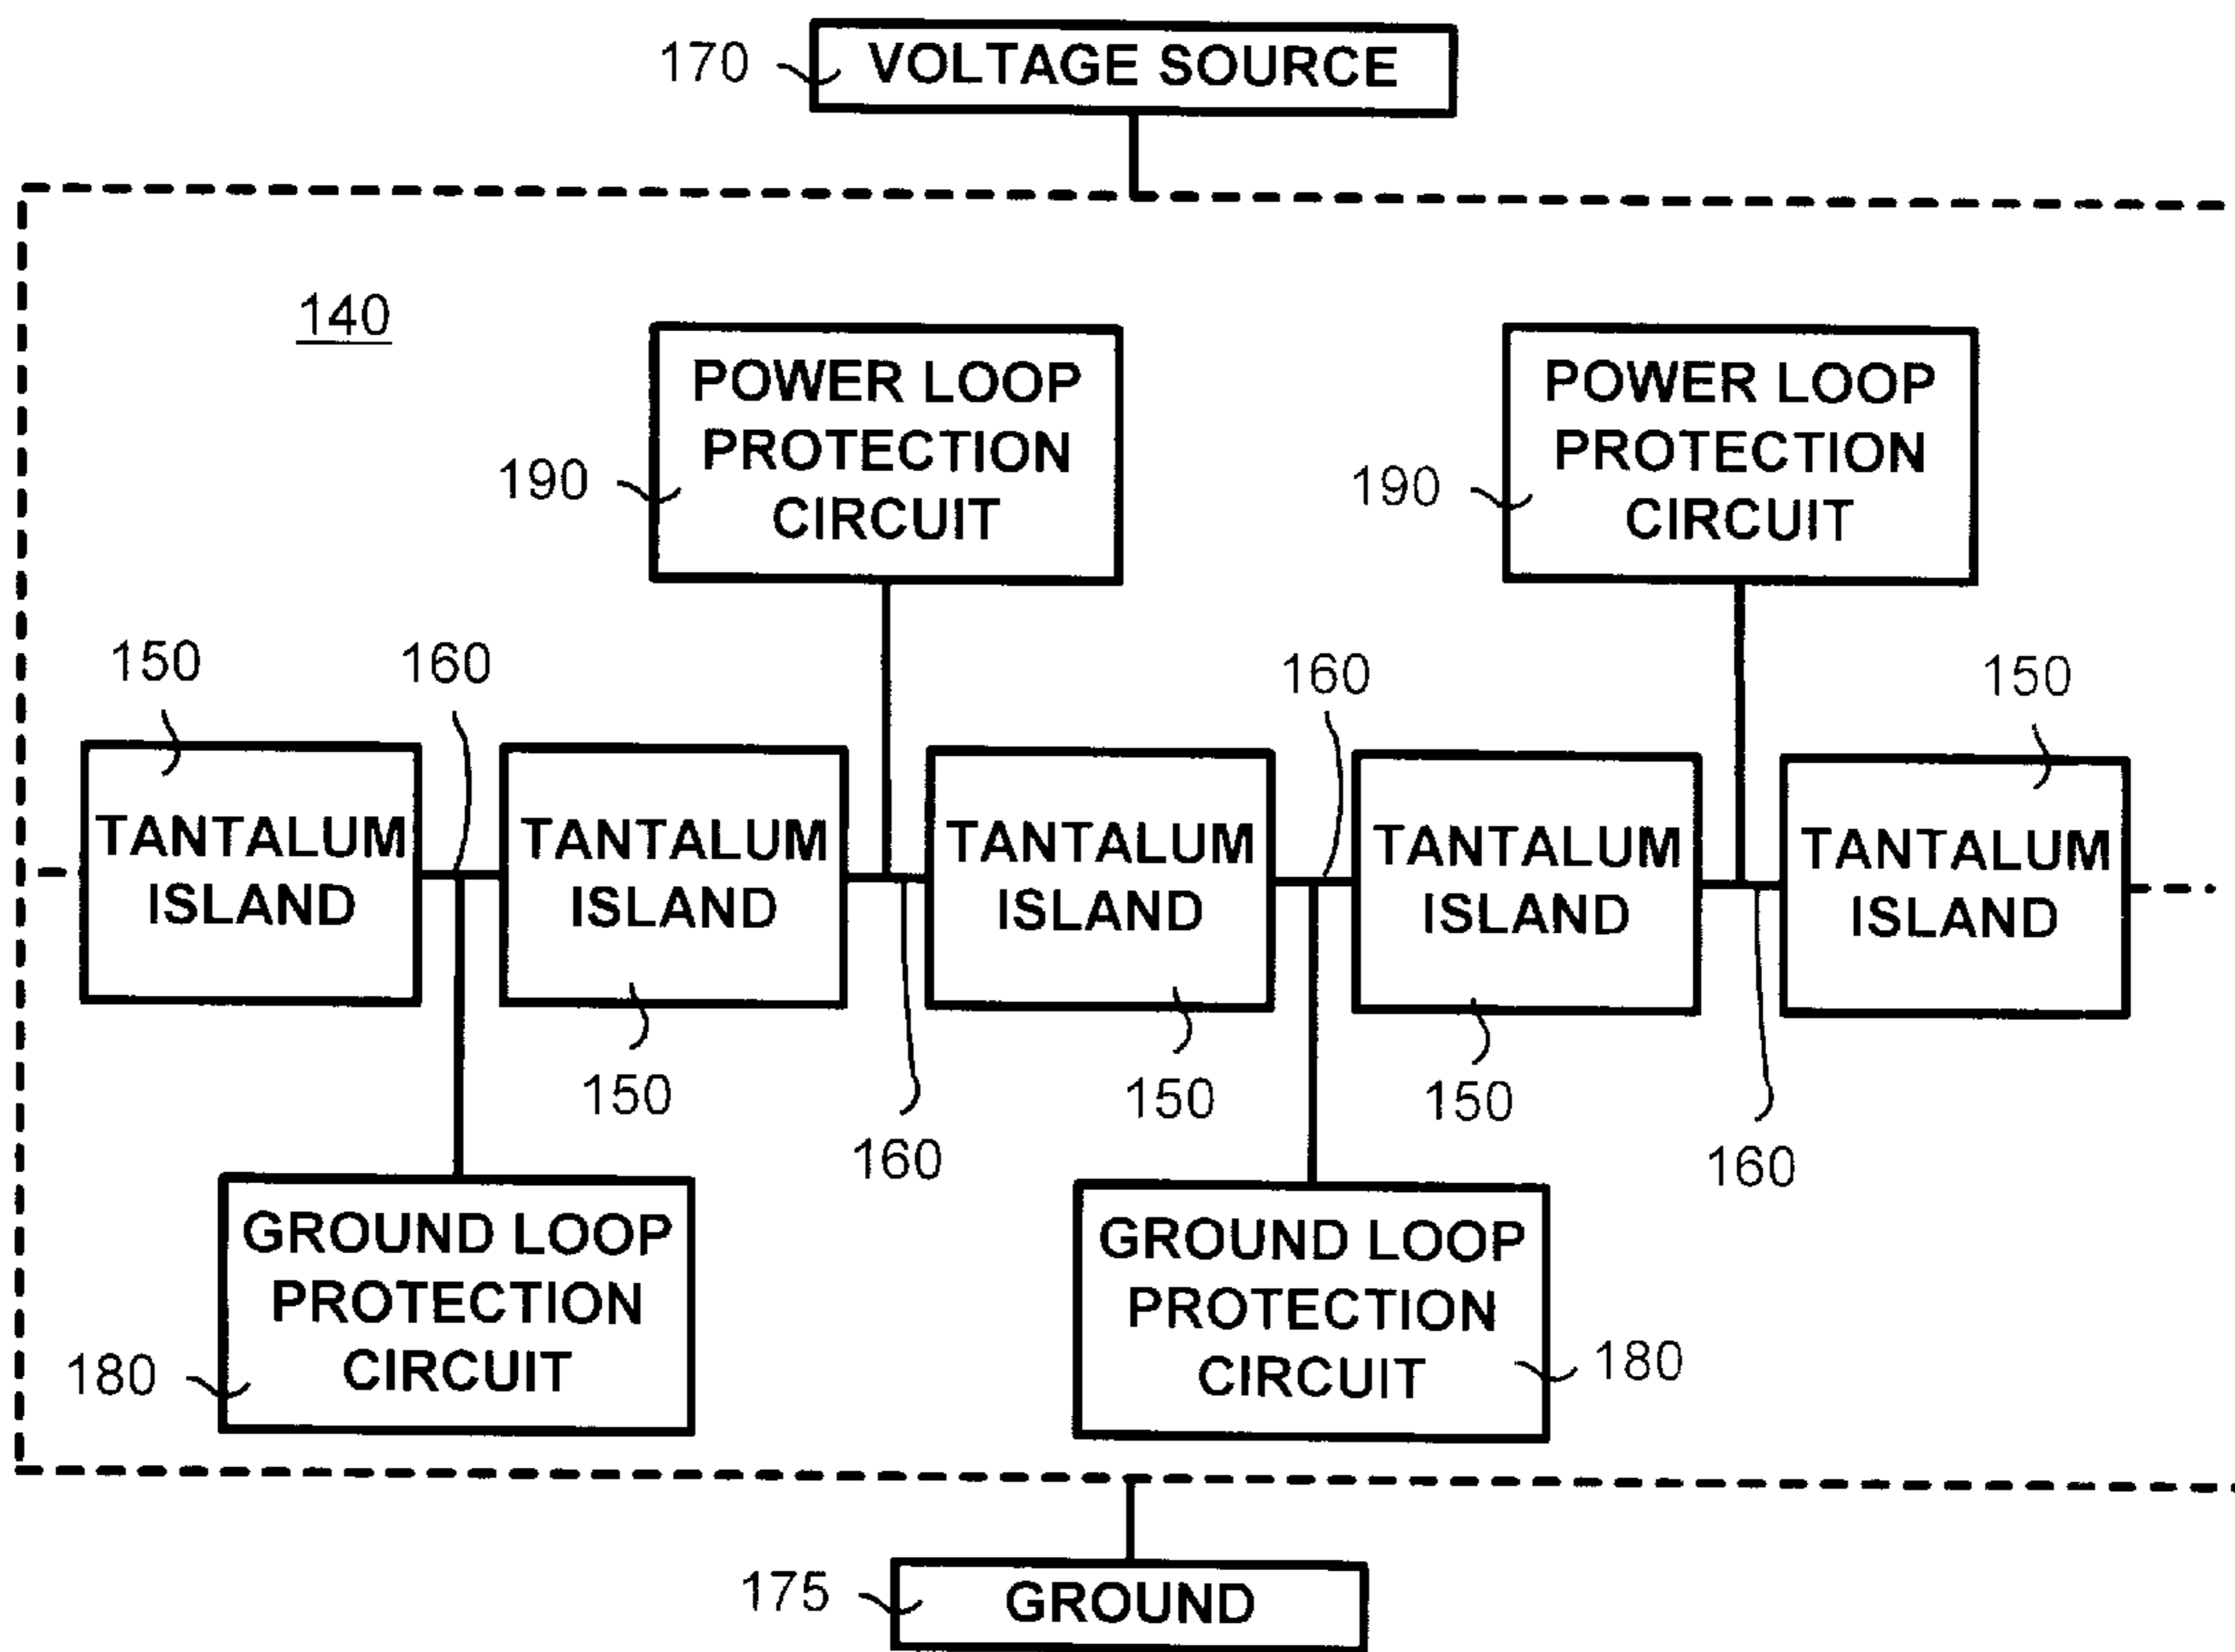 170 VOLTAGE SOURCE
140
POWER LOOP
PROTECTION
CIRCUIT
190
POWER LOOP
PROTECTION
CIRCUIT
190
150
160
160
150
TANTALUM
ISLAND
TANTALUM
ISLAND
TANTALUM
ISLAND
TANTALUM
ISLAND
TANTALUM
ISLAND
150
160
150
150
160
GROUND LOOP
PROTECTION
CIRCUIT
180
GROUND LOOP
PROTECTION
CIRCUIT
180
175 GROUND